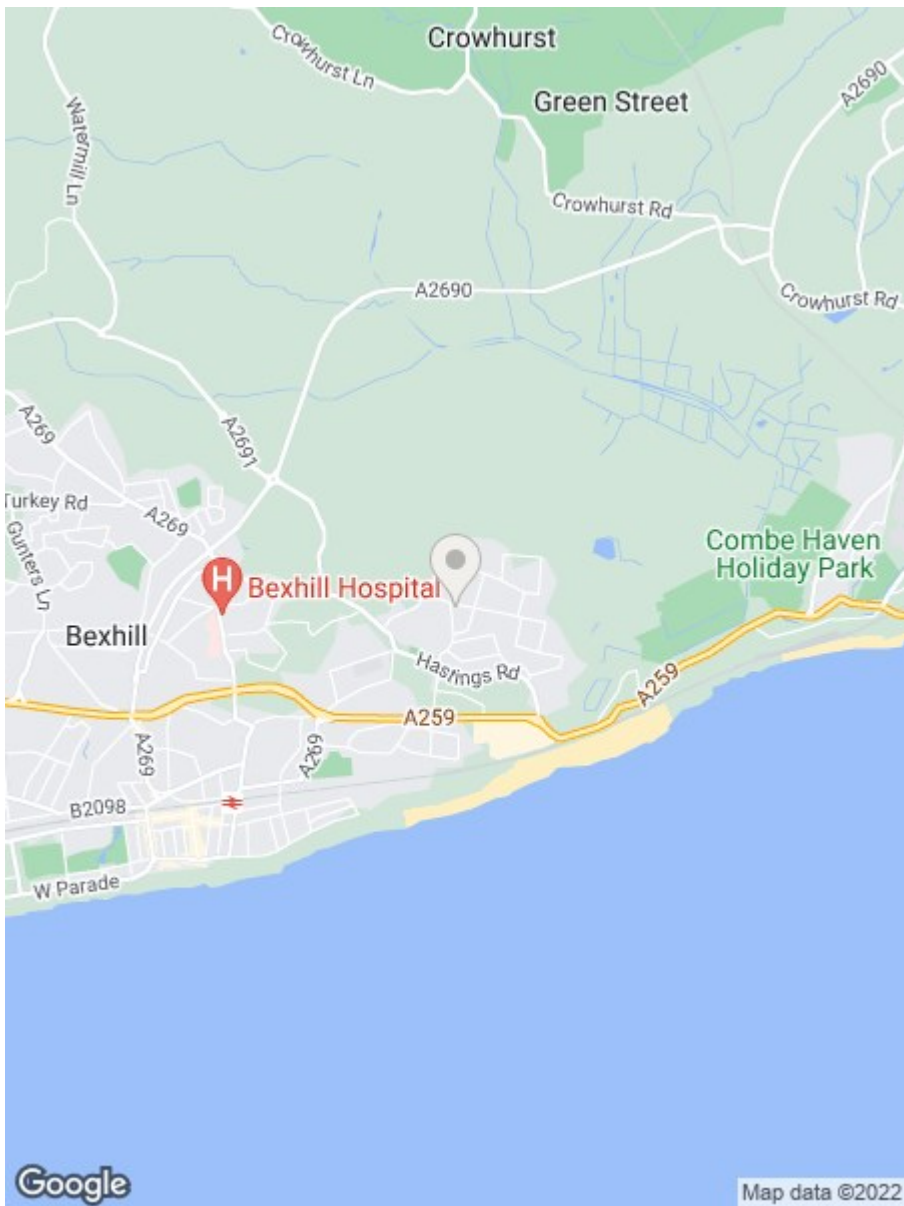 Crowhurst
Crowhurst Ln
Green Street
A2690
Watermill Ln
Crowhurst Rd
A2690
Crowhurst Rd
A269
A2691
Turkey Rd
A269
Gunters Ln
Combe Haven
Holiday Park
H
Bexhill Hospital
Bexhill
Hastings Rd
A259
A259
A269
A269
B2098
W Parade
Google
Map data ©2022